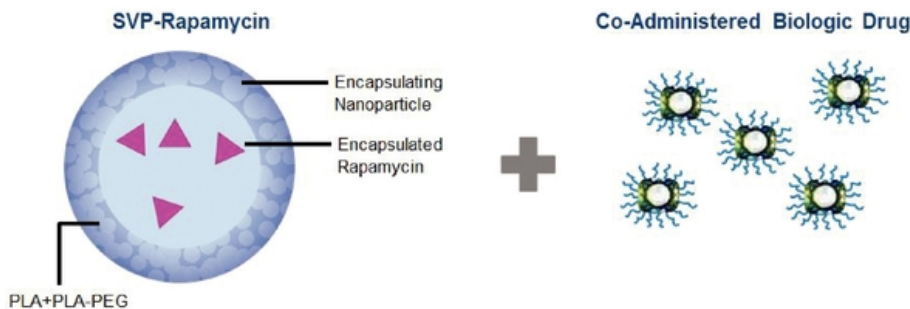 SVP-Rapamycin
Co-Administered Biologic Drug
Encapsulating
Nanoparticle
Encapsulated
Rapamycin
PLA+PLA-PEG